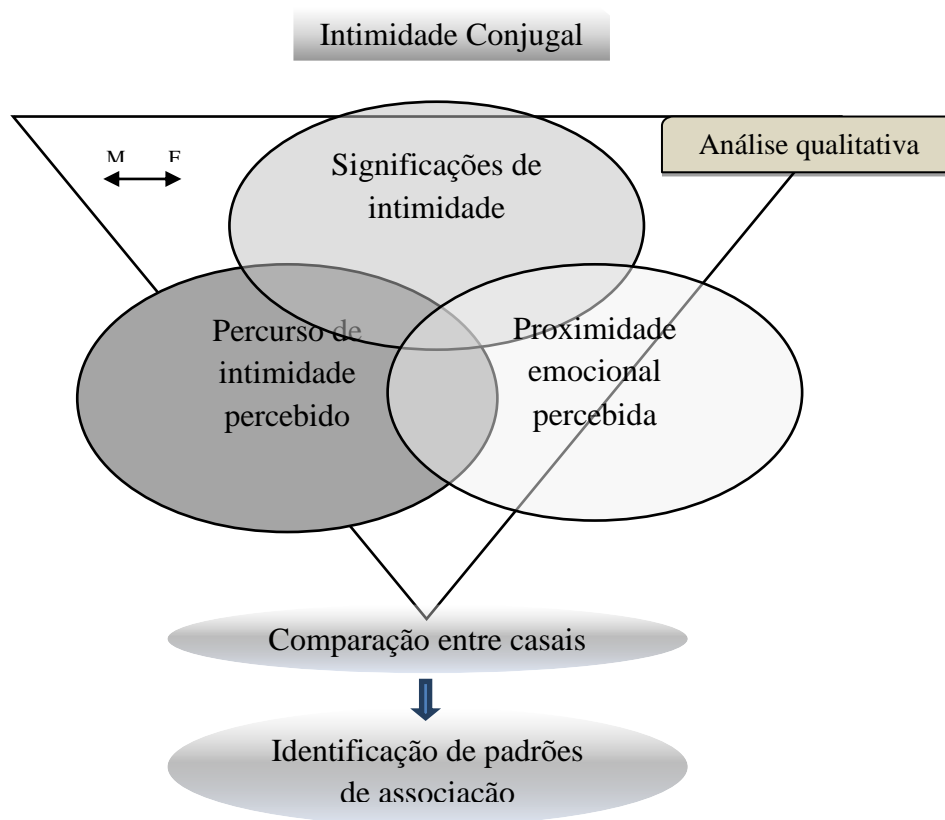 Intimidade Conjugal
M F
Análise qualitativa
Significações de
intimidade
Percurso de
intimidade
percebido
Proximidade
emocional
percebida
Comparação entre casais
Identificação de padrões
de associação